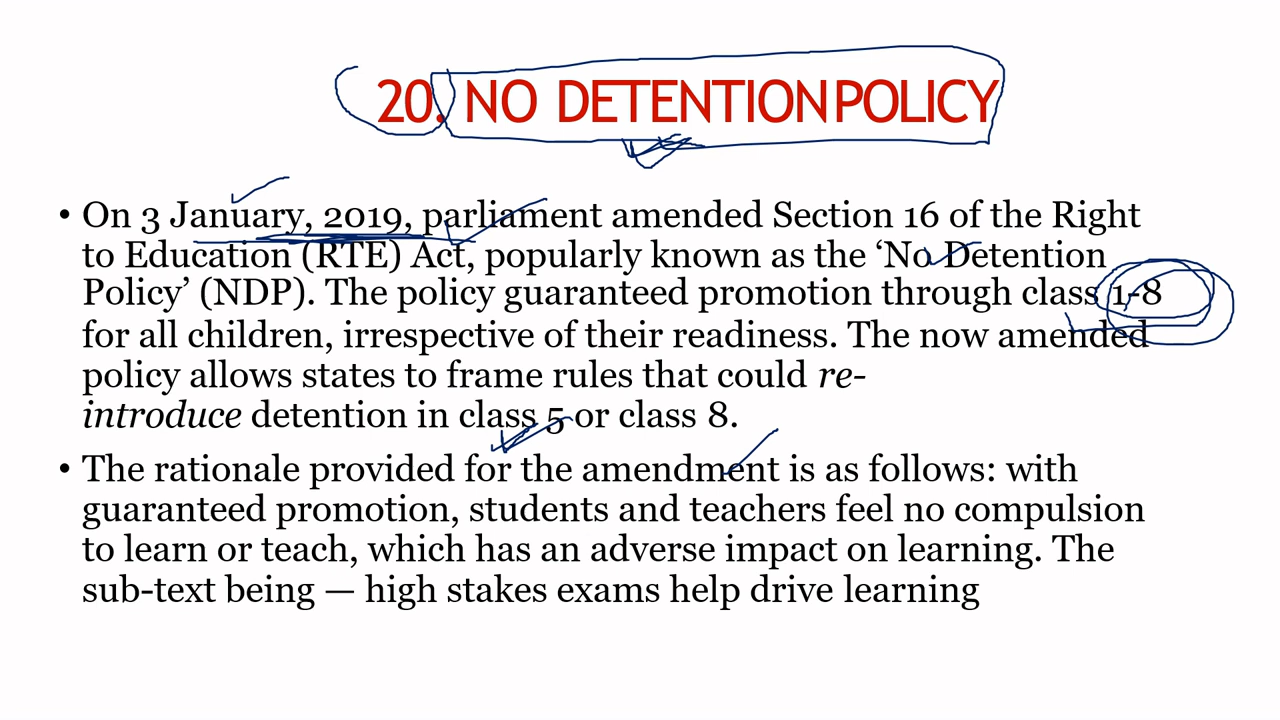 20. NO DETENTION POLICY
• On 3 January, 2019, parliament amended Section 16 of the Right
to Education (RTE) Act, popularly known as the ‘No Detention
Policy’ (NDP). The policy guaranteed promotion through class 1-8
for all children, irrespective of their readiness. The now amended
policy allows states to frame rules that could re-
introduce detention in class 5 or class 8.
• The rationale provided for the amendment is as follows: with
guaranteed promotion, students and teachers feel no compulsion
to learn or teach, which has an adverse impact on learning. The
sub-text being — high stakes exams help drive learning